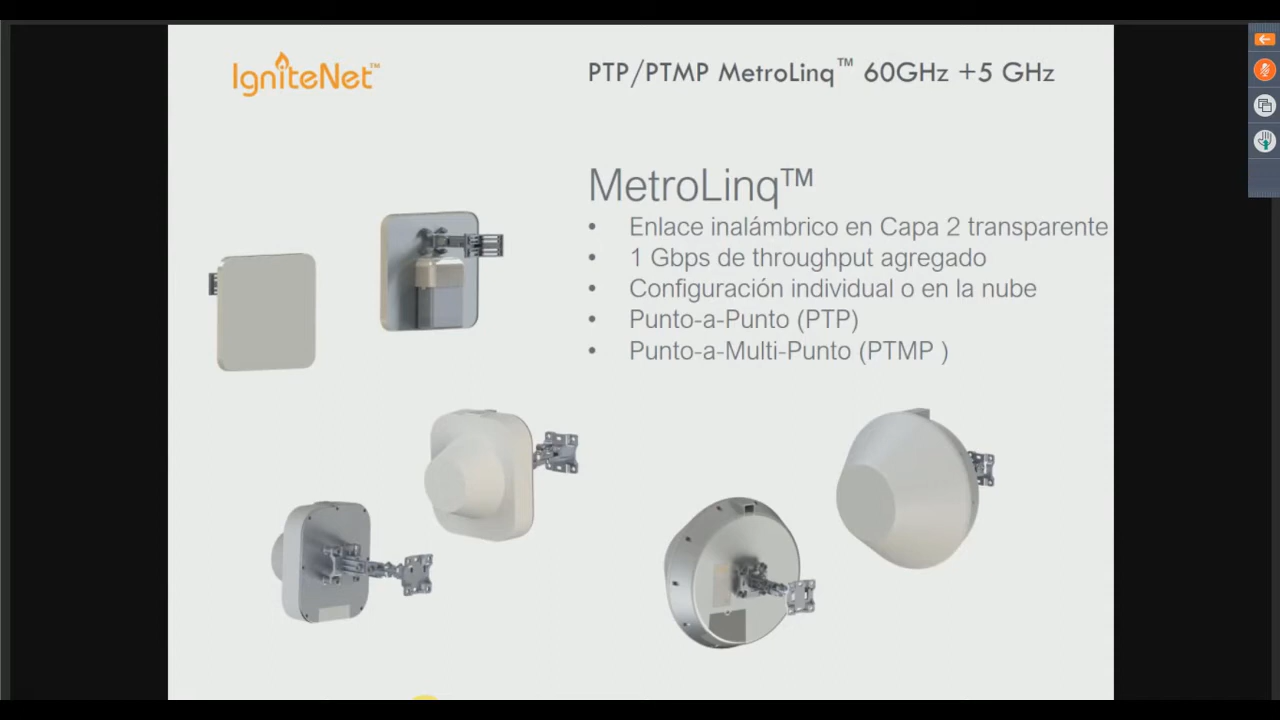 IgniteNet™
PTP/PTMP MetroLinq™ 60GHz +5 GHz
MetroLinq™
• Enlace inalámbrico en Capa 2 transparente
• 1 Gbps de throughput agregado
• Configuración individual o en la nube
• Punto-a-Punto (PTP)
• Punto-a-Multi-Punto (PTMP )